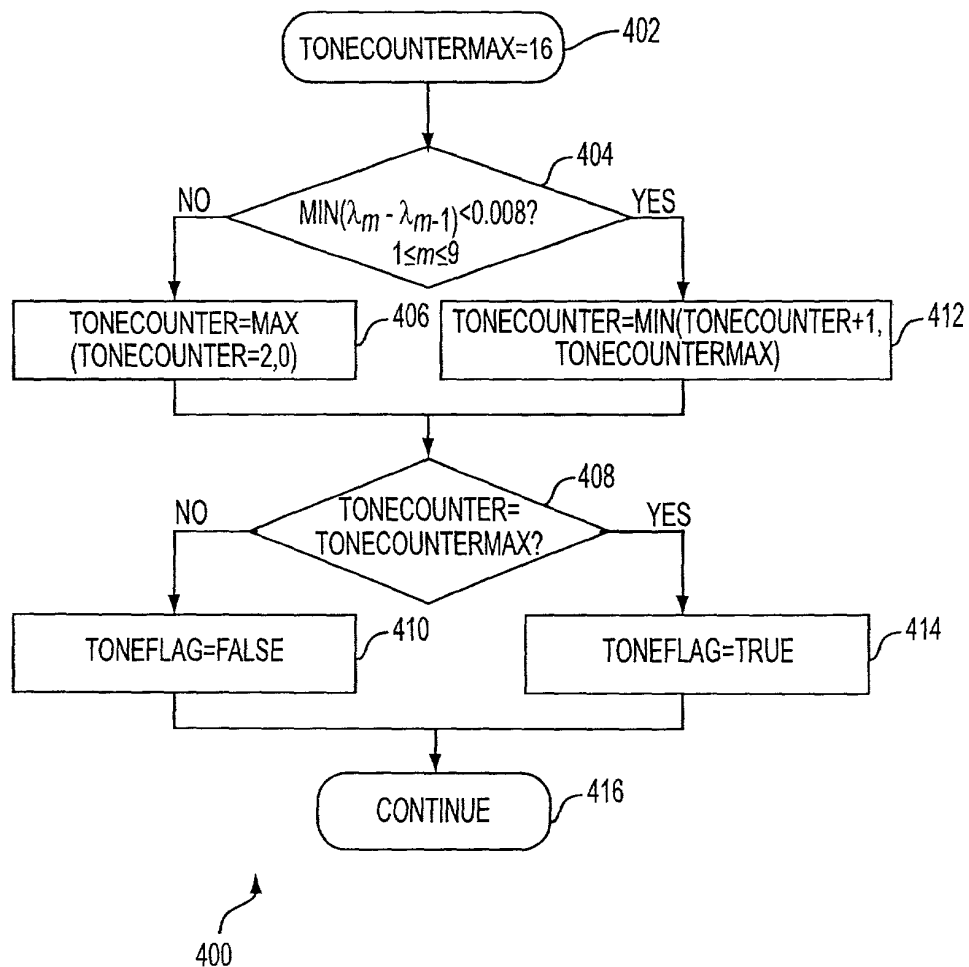 TONECOUNTERMAX=16
402
404
NO
YES
MIN(λm - λm-1)<0.008?
1≤m≤9
TONECOUNTER=MAX
(TONECOUNTER=2,0)
406
TONECOUNTER=MIN(TONECOUNTER+1,
TONECOUNTERMAX)
412
408
NO
YES
TONECOUNTER=
TONECOUNTERMAX?
TONEFLAG=FALSE
410
TONEFLAG=TRUE
414
CONTINUE
416
400